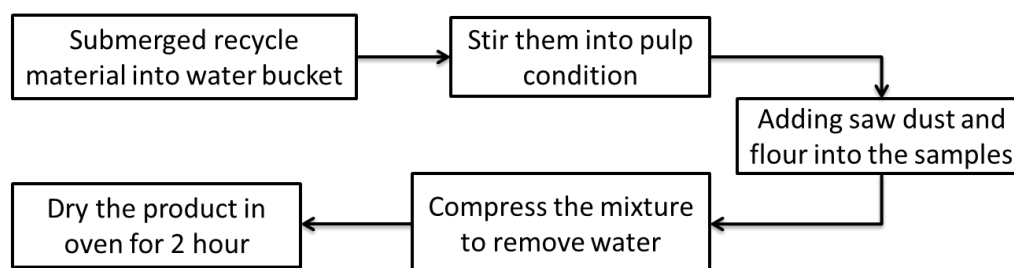 Submerged recycle
material into water bucket
Stir them into pulp
condition
Adding saw dust and
flour into the samples
Compress the mixture
to remove water
Dry the product in
oven for 2 hour